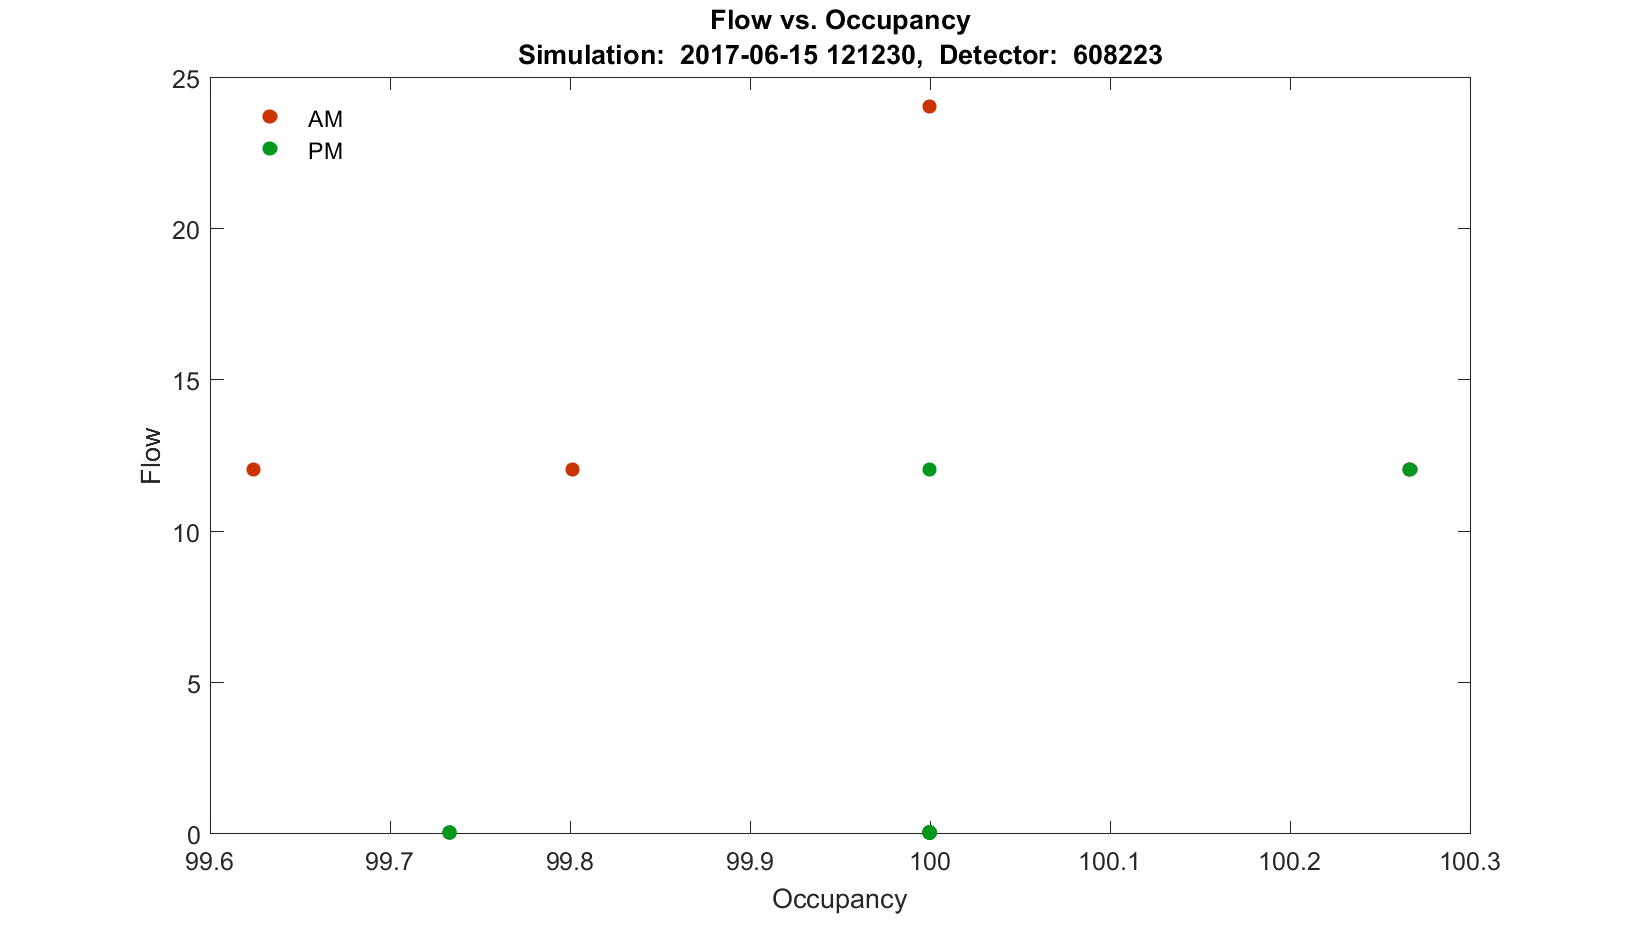 Flow vs. Occupancy
Simulation:  2017-06-15 121230,  Detector:  608223
25
AM
PM
20
15
Flow
10
5
0
99.6 99.7 99.8 99.9 100 100.1 100.2 100.3
Occupancy